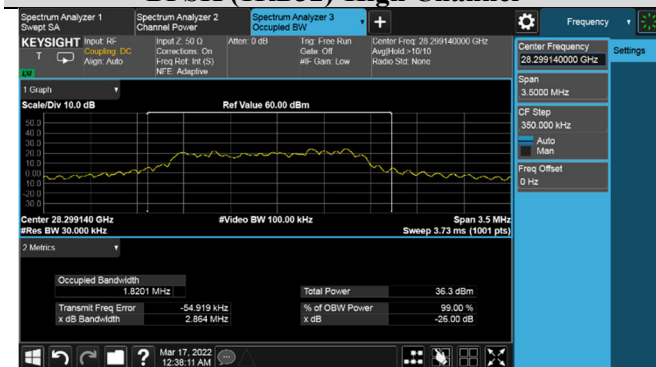 Spectrum Analyzer 1
Swept SA
Spectrum Analyzer 2
Channel Power
Spectrum Analyzer 3
Occupied BW
Frequency
KEYSIGHT
Input: RF
Coupling: DC
Align: Auto
Input Z: 50 Ω
Corrections: On
Freq Ref: Int (S)
NFE: Adaptive
Atten: 0 dB
Trig: Free Run
Gate: Off
#IF Gain: Low
Center Freq: 28.299140000 GHz
Avg|Hold:>10/10
Radio Std: None
Center Frequency
28.299140000 GHz
Settings
Span
3.5000 MHz
CF Step
350.000 kHz
Auto
Man
Freq Offset
0 Hz
1 Graph
Scale/Div 10.0 dB
Ref Value 60.00 dBm
50.0
40.0
30.0
20.0
10.0
0.00
10.0
20.0
30.0
Center 28.299140 GHz
#Video BW 100.00 kHz
Span 3.5 MHz
#Res BW 30.000 kHz
Sweep 3.73 ms (1001 pts)
2 Metrics
Occupied Bandwidth
1.8201 MHz
Total Power
36.3 dBm
Transmit Freq Error
-54.919 kHz
% of OBW Power
99.00 %
x dB Bandwidth
2.864 MHz
x dB
-26.00 dB
Mar 17, 2022
12:38:11 AM